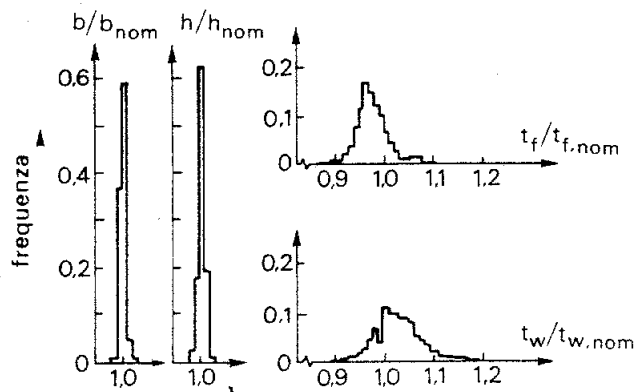 b/b_nom
h/h_nom
0,6
0,4
0,2
0
frequenza
1,0
1,0
0,2
0,1
0
0,9 1,0 1,1 1,2
t_f/t_f,nom
0,2
0,1
0
0,9 1,0 1,1 1,2
t_w/t_w,nom